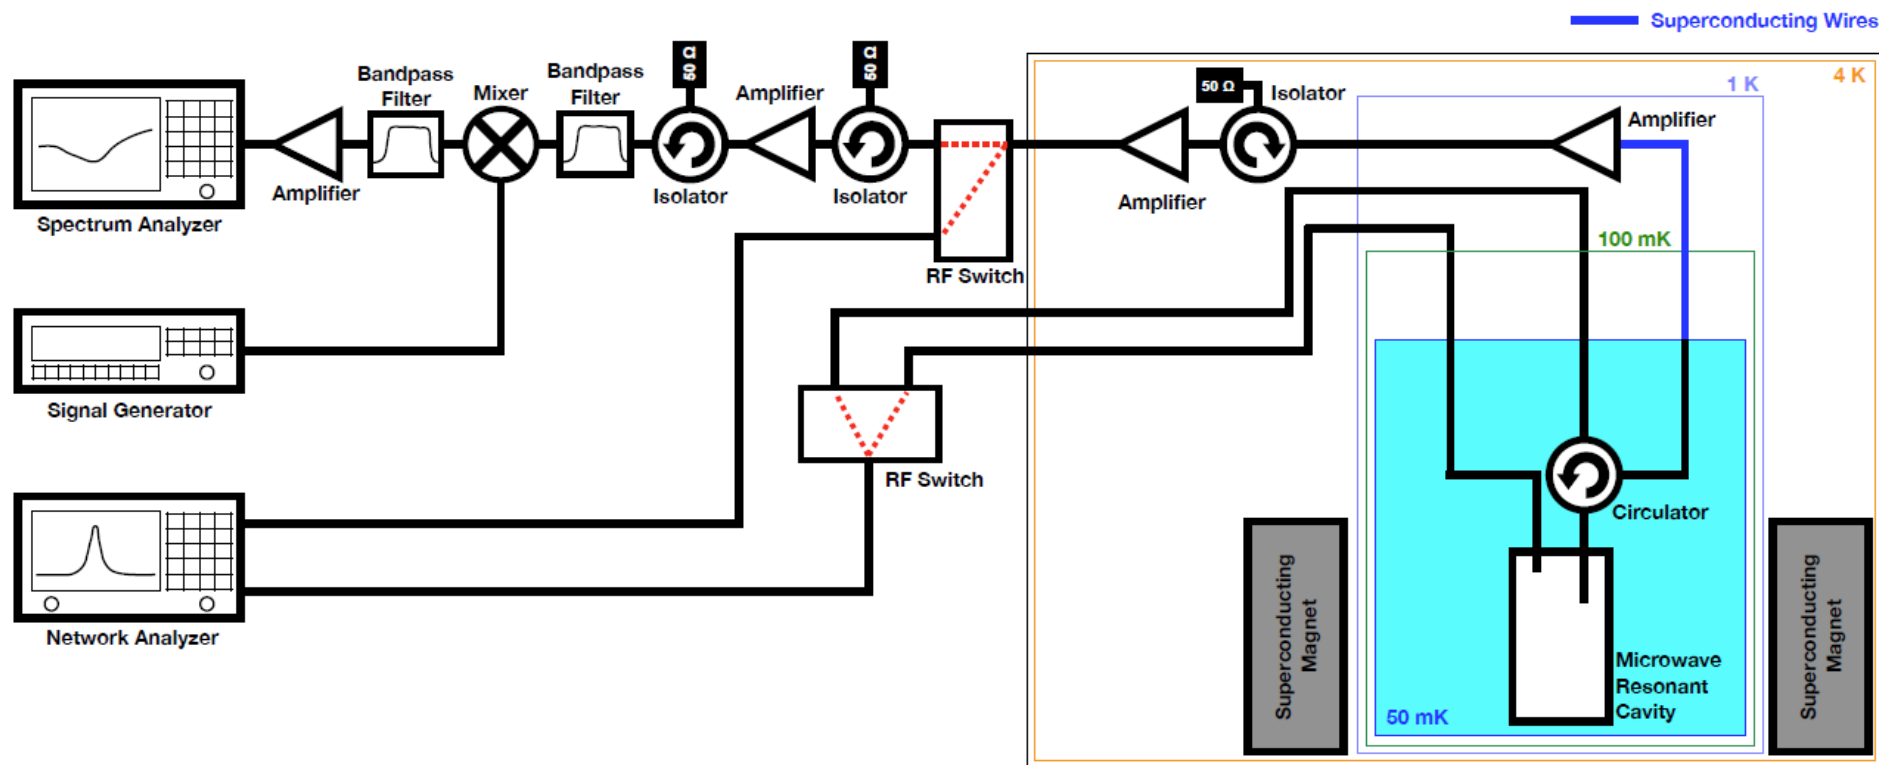 Superconducting Wires
4 K
1 K
50 Ω
50 Ω
50 Ω
Isolator
Bandpass
Filter
Mixer
Bandpass
Filter
Amplifier
Amplifier
Amplifier
Isolator
Isolator
Amplifier
Spectrum Analyzer
100 mK
RF Switch
Signal Generator
RF Switch
Circulator
Network Analyzer
Superconducting
Magnet
Superconducting
Magnet
Microwave
Resonant
Cavity
50 mK